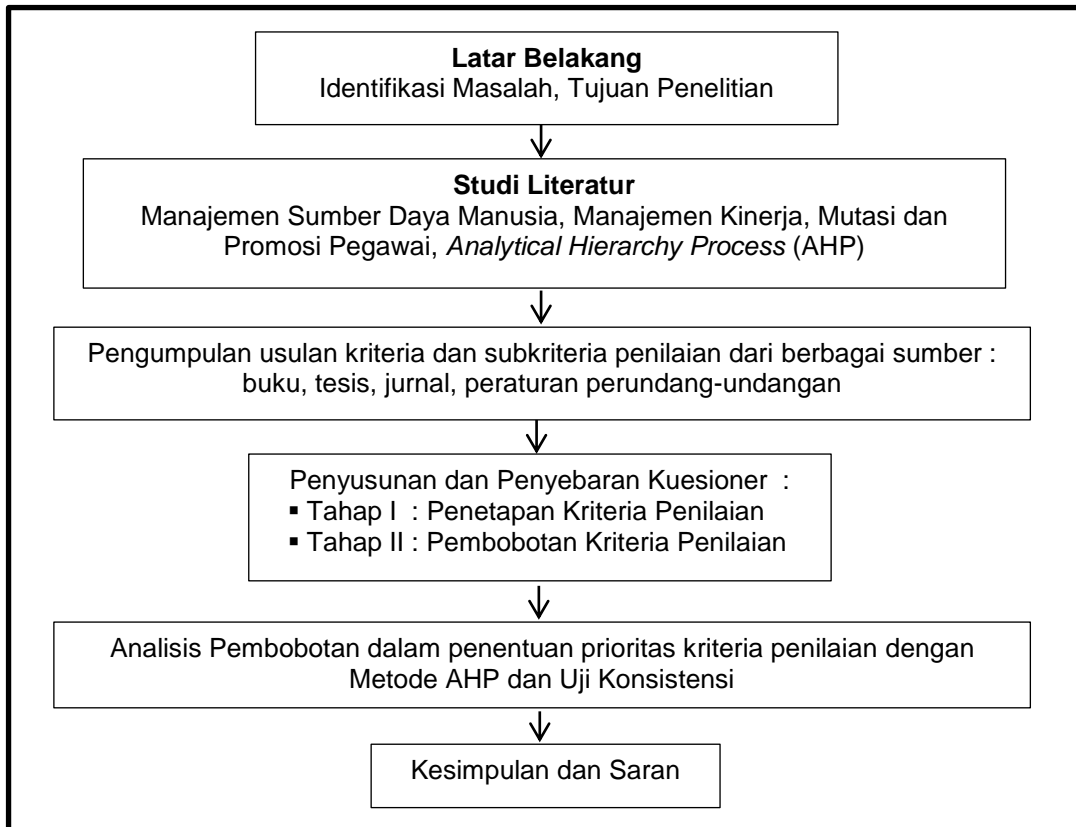 Latar Belakang
Identifikasi Masalah, Tujuan Penelitian
Studi Literatur
Manajemen Sumber Daya Manusia, Manajemen Kinerja, Mutasi dan
Promosi Pegawai, Analytical Hierarchy Process (AHP)
Pengumpulan usulan kriteria dan subkriteria penilaian dari berbagai sumber :
buku, tesis, jurnal, peraturan perundang-undangan
Penyusunan dan Penyebaran Kuesioner :
▪ Tahap I : Penetapan Kriteria Penilaian
▪ Tahap II : Pembobotan Kriteria Penilaian
Analisis Pembobotan dalam penentuan prioritas kriteria penilaian dengan
Metode AHP dan Uji Konsistensi
Kesimpulan dan Saran